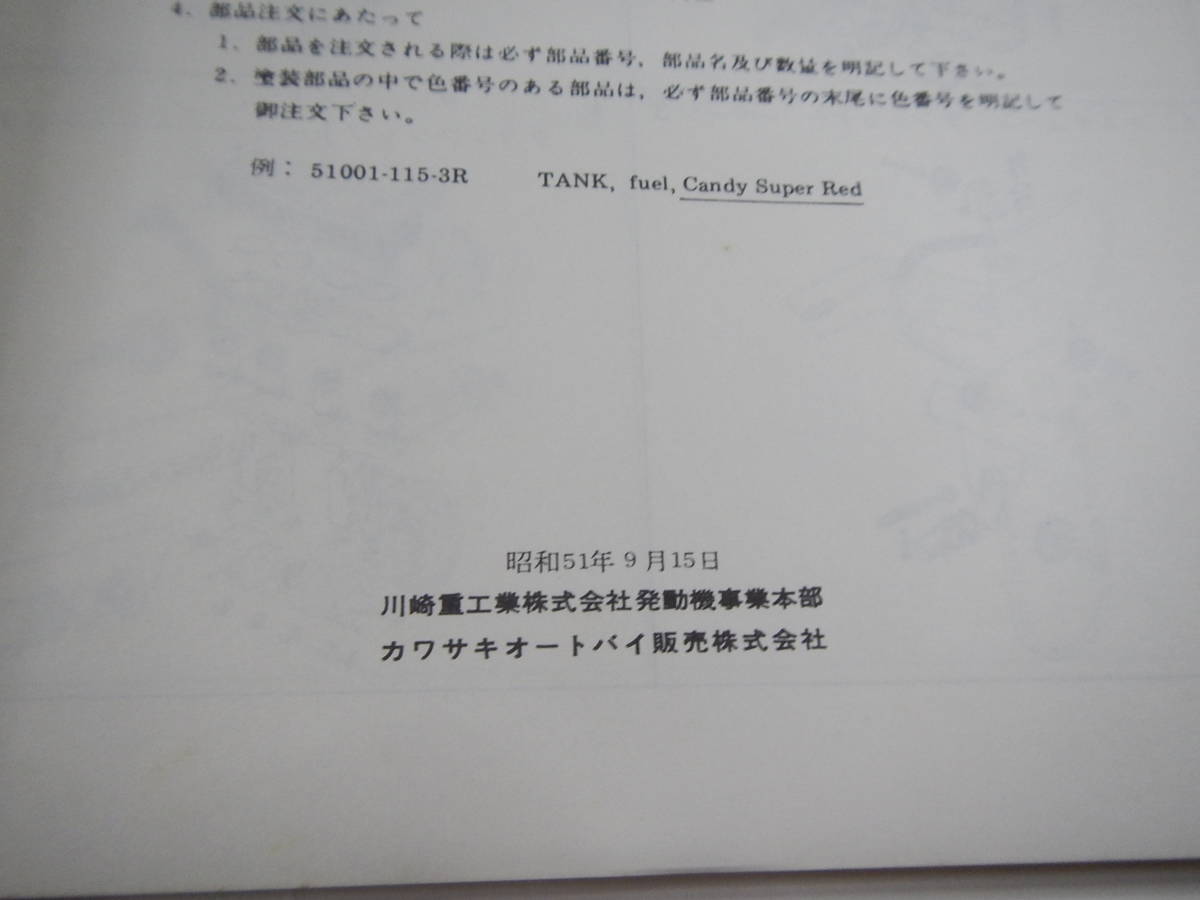 4. 部品注文にあたって
1. 部品を注文される際は必ず部品番号, 部品名及び数量を明記して下さい。
2. 塗装部品の中で色番号のある部品は, 必ず部品番号の末尾に色番号を明記して
御注文下さい。
例： 51001-115-3R TANK, fuel, Candy Super Red
昭和51年 9 月15日
川崎重工業株式会社発動機事業本部
カワサキオートバイ販売株式会社